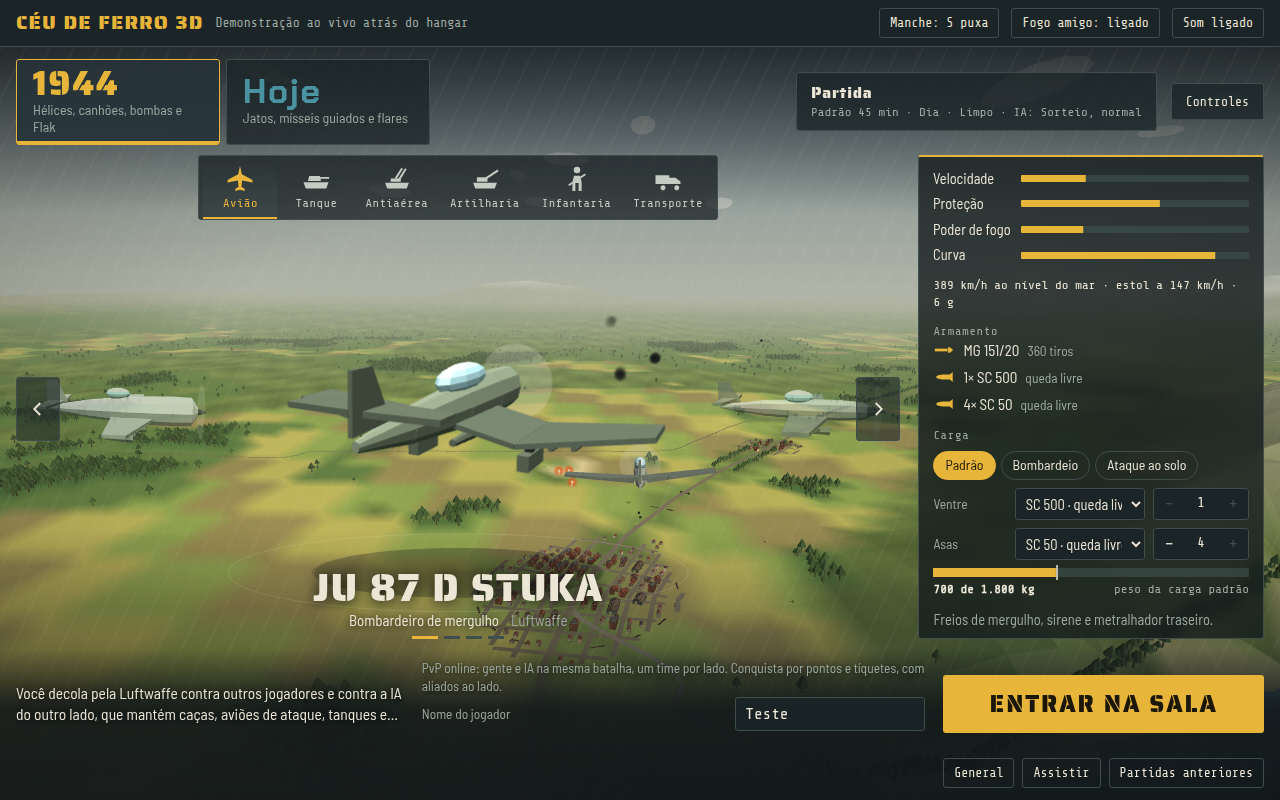 CÉU DE FERRO 3D
Demonstração ao vivo atrás do hangar
Manche: S puxa
Fogo amigo: ligado
Som ligado
1944
Hélices, canhões, bombas e
Flak
Hoje
Jatos, mísseis guiados e flares
Partida
Padrão 45 min · Dia · Limpo · IA: Sorteio, normal
Controles
Avião
Tanque
Antiaérea
Artilharia
Infantaria
Transporte
Velocidade
Proteção
Poder de fogo
Curva
389 km/h ao nível do mar · estol a 147 km/h ·
6 g
Armamento
MG 151/20 360 tiros
1× SC 500 queda livre
4× SC 50 queda livre
Carga
Padrão
Bombardeio
Ataque ao solo
Ventre
SC 500 · queda liv
− 1 +
Asas
SC 50 · queda livr
− 4 +
700 de 1.800 kg
peso da carga padrão
Freios de mergulho, sirene e metralhador traseiro.
JU 87 D STUKA
Bombardeiro de mergulho Luftwaffe
Você decola pela Luftwaffe contra outros jogadores e contra a IA
do outro lado, que mantém caças, aviões de ataque, tanques e...
PvP online: gente e IA na mesma batalha, um time por lado. Conquista por pontos e tíquetes, com
aliados ao lado.
Nome do jogador
Teste
ENTRAR NA SALA
General
Assistir
Partidas anteriores